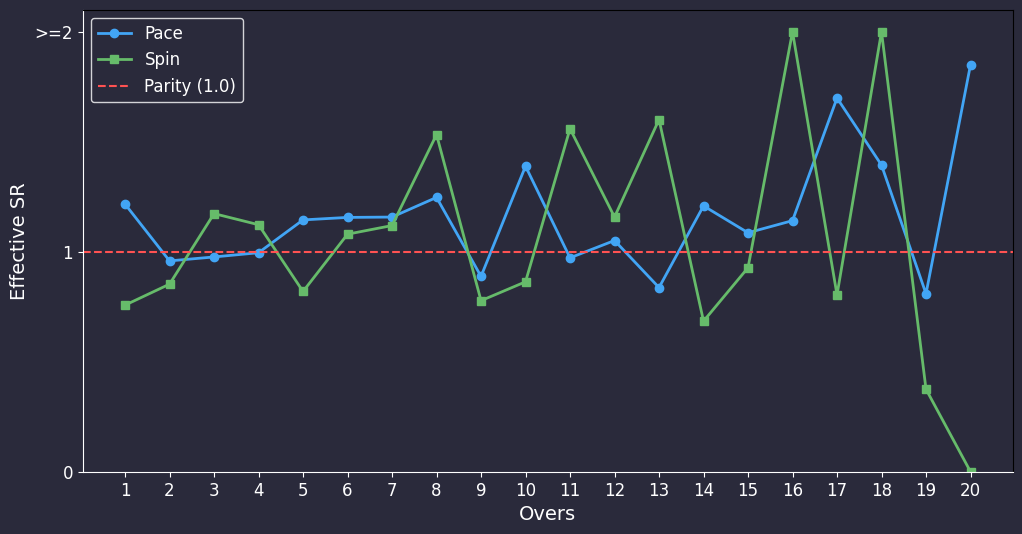 Pace
Spin
Parity (1.0)
>=2
1
0
Effective SR
1 2 3 4 5 6 7 8 9 10 11 12 13 14 15 16 17 18 19 20
Overs